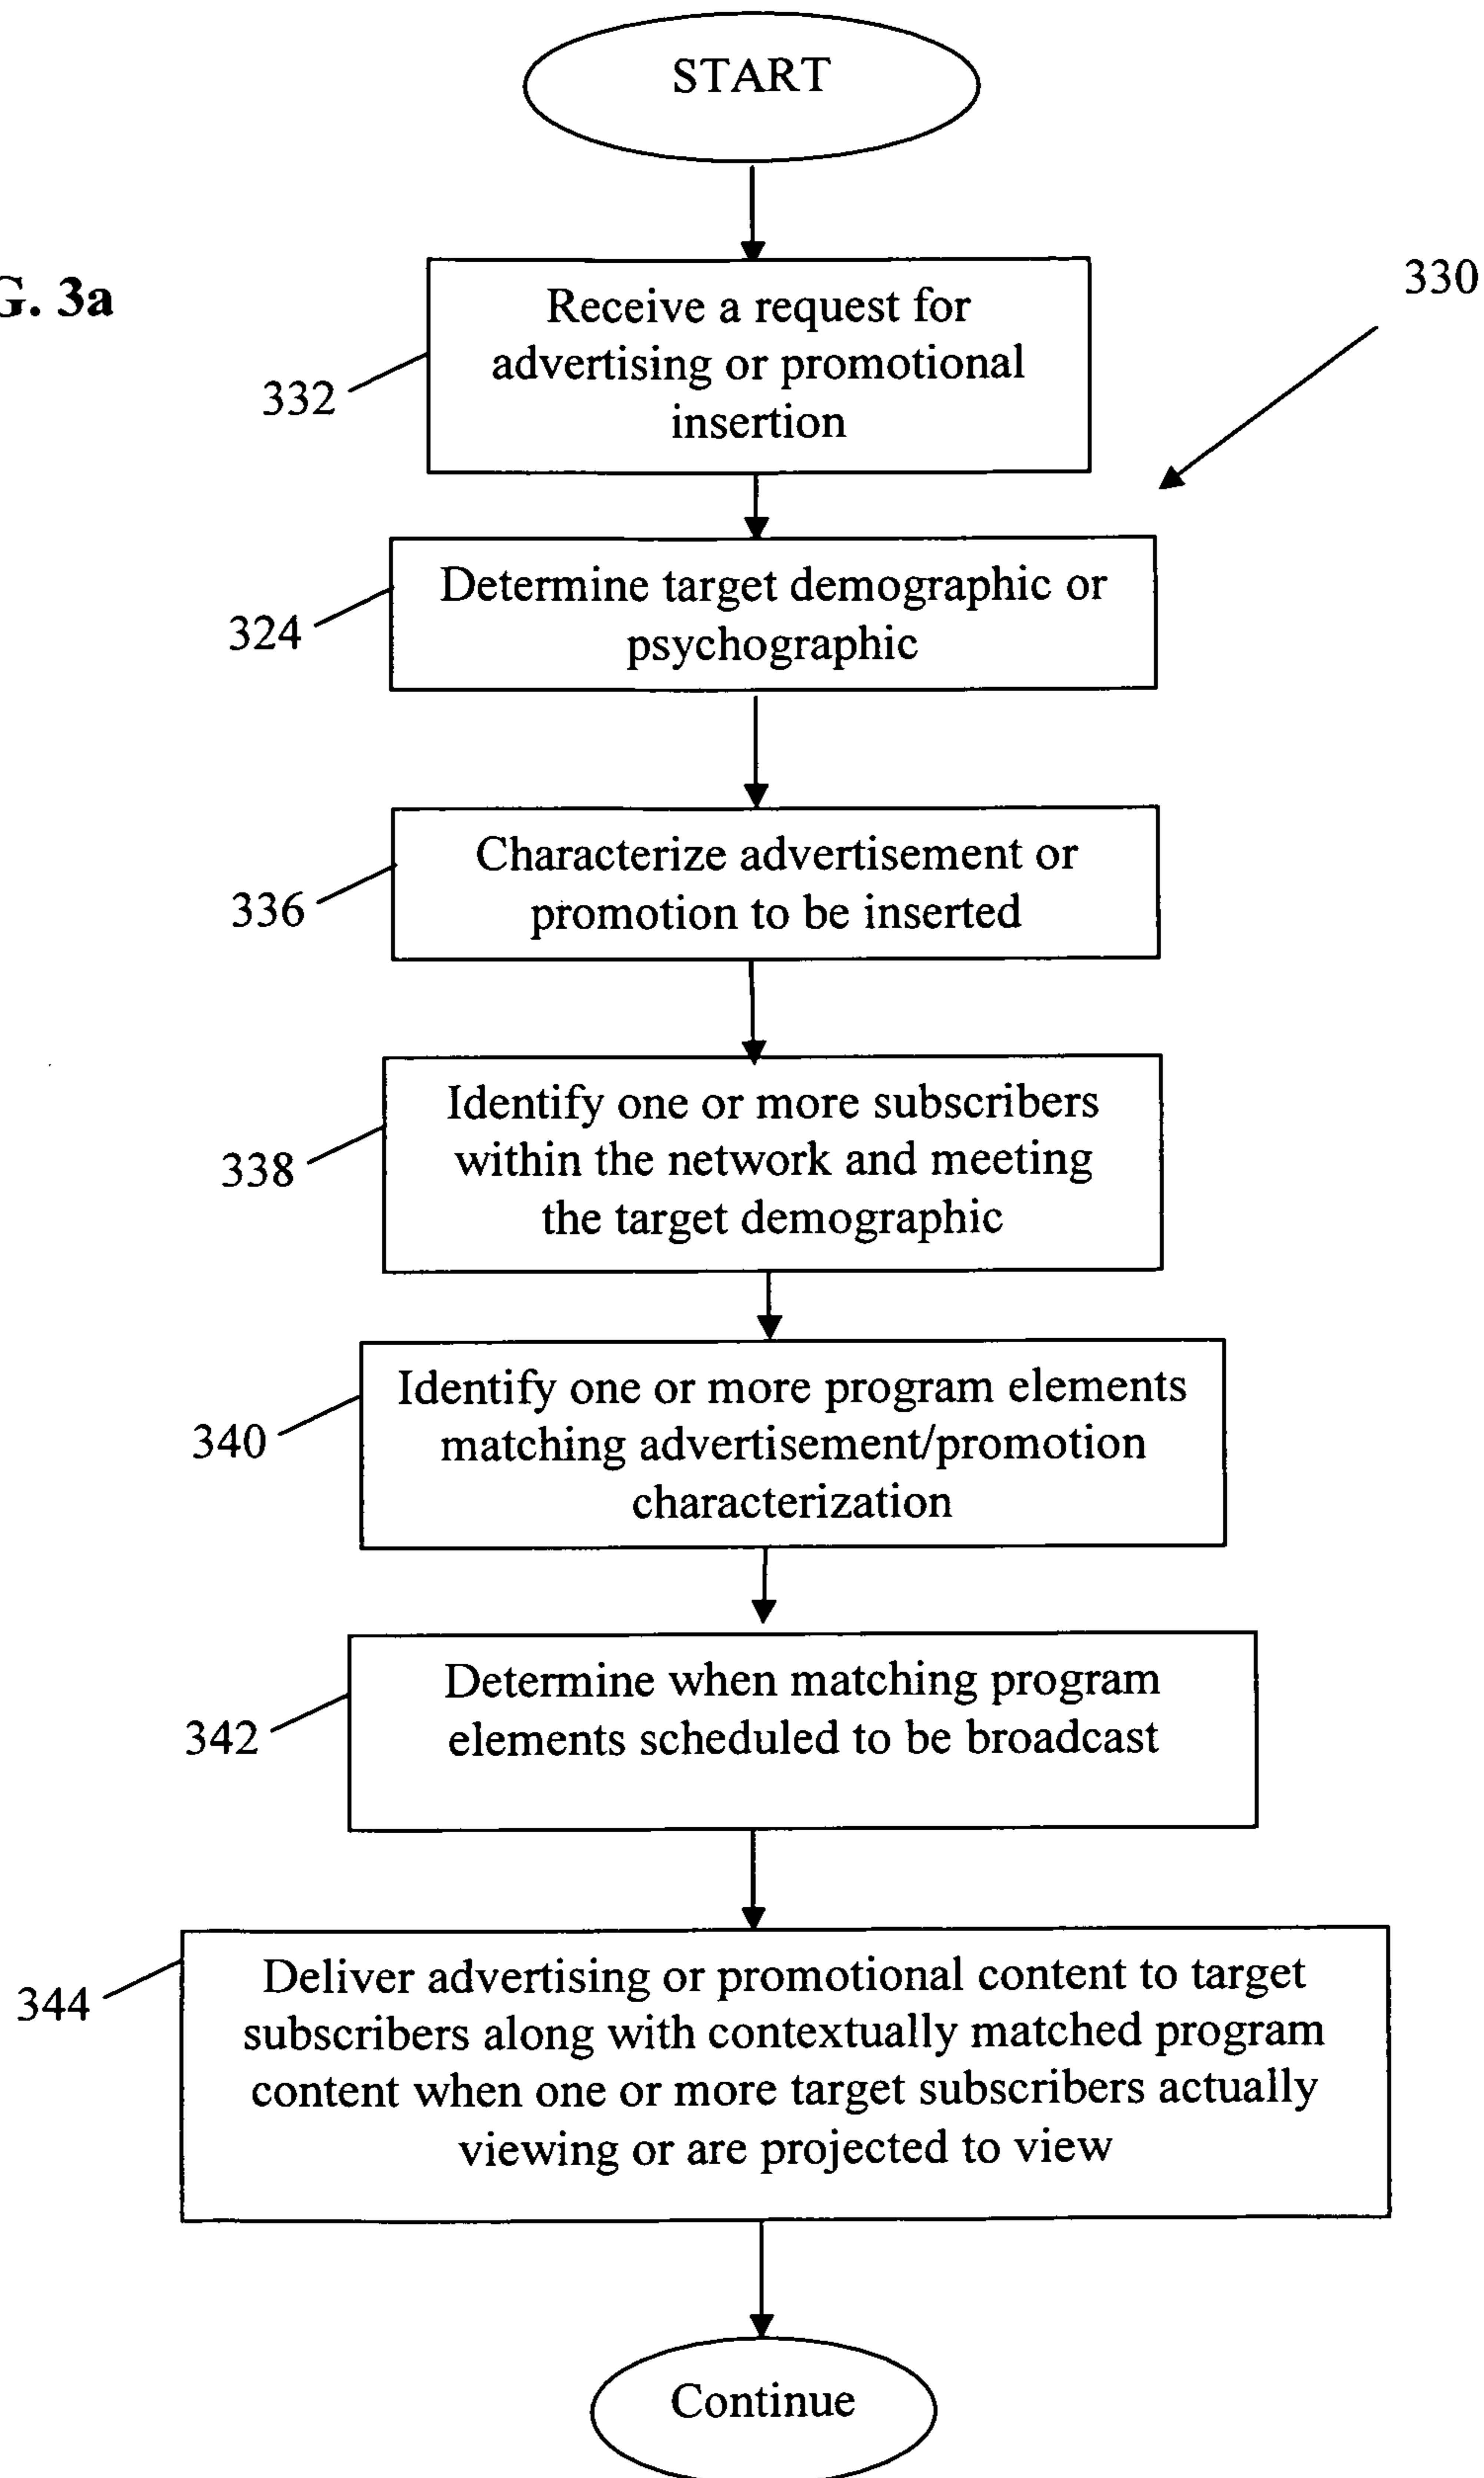 START
G. 3a
330
Receive a request for
advertising or promotional
insertion
332
Determine target demographic or
psychographic
324
Characterize advertisement or
promotion to be inserted
336
Identify one or more subscribers
within the network and meeting
the target demographic
338
Identify one or more program elements
matching advertisement/promotion
characterization
340
Determine when matching program
elements scheduled to be broadcast
342
Deliver advertising or promotional content to target
subscribers along with contextually matched program
content when one or more target subscribers actually
viewing or are projected to view
344
Continue